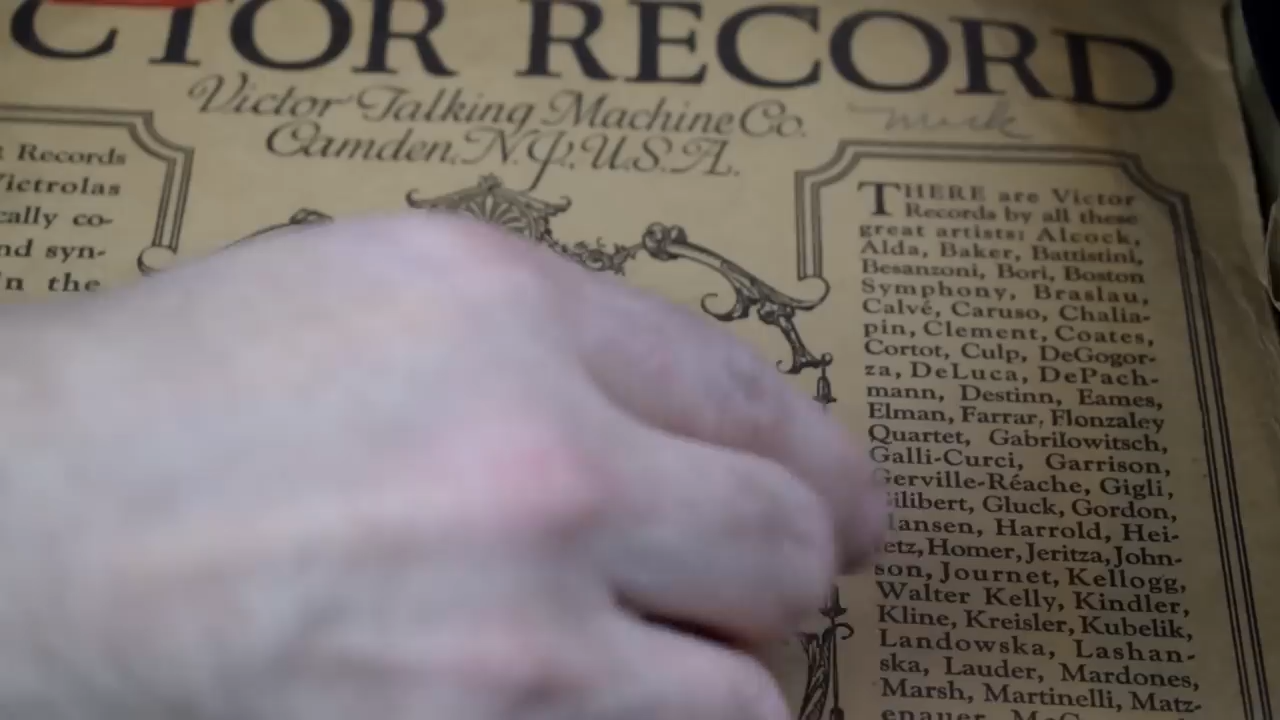 CTOR RECORD
Victor Talking Machine Co.
Camden, N.J. U.S.A.
Records
Victrolas
cally co-
nd syn-
n the
THERE are Victor
Records by all these
great artists: Alcock,
Alda, Baker, Battistini,
Besanzoni, Bori, Boston
Symphony, Braslau,
Calvé, Caruso, Chalia-
pin, Clement, Coates,
Cortot, Culp, DeGogor-
za, DeLuca, DePach-
mann, Destinn, Eames,
Elman, Farrar, Flonzaley
Quartet, Gabrilowitsch,
Galli-Curci, Garrison,
Gerville-Réache, Gigli,
Gilibert, Gluck, Gordon,
Hansen, Harrold, Hei-
etz, Homer, Jeritza, John-
son, Journet, Kellogg,
Walter Kelly, Kindler,
Kline, Kreisler, Kubelik,
Landowska, Lashan-
ska, Lauder, Mardones,
Marsh, Martinelli, Matz-
enauer,